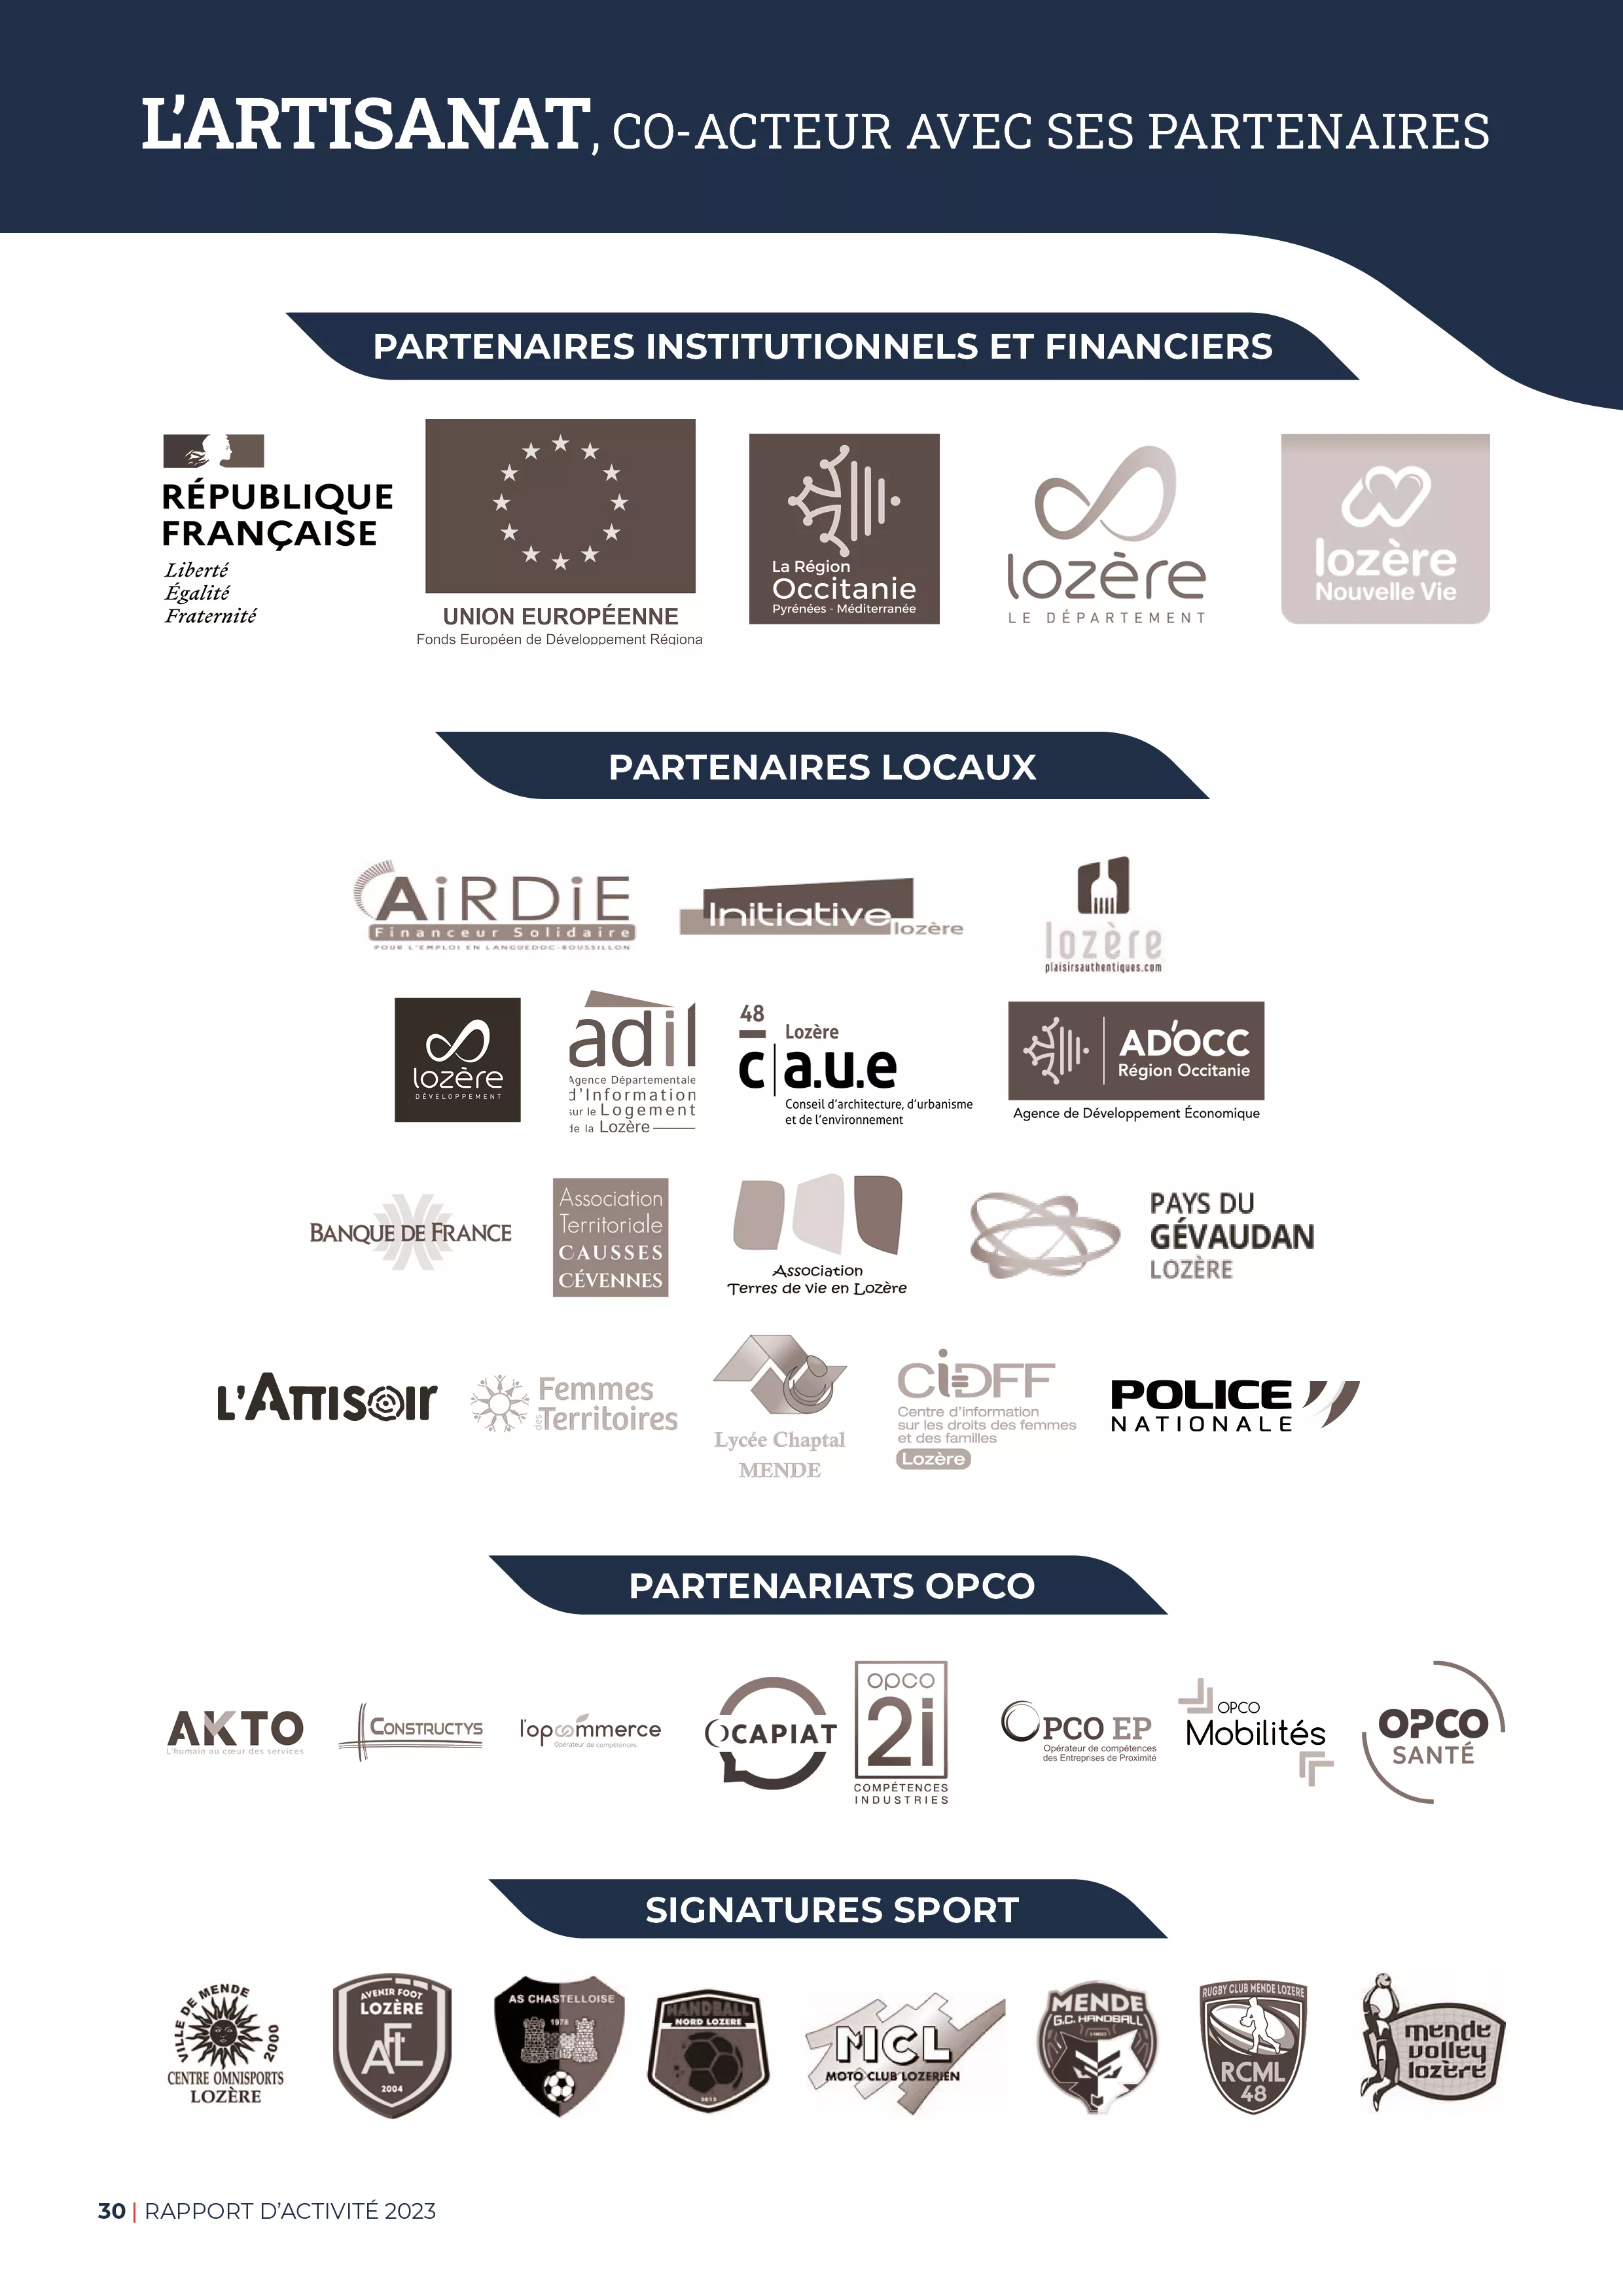 L'ARTISANAT, CO-ACTEUR AVEC SES PARTENAIRES
PARTENAIRES INSTITUTIONNELS ET FINANCIERS
RÉPUBLIQUE
FRANÇAISE
Liberté
Égalité
Fraternité
UNION EUROPÉENNE
Fonds Européen de Développement Régiona
La Région
Occitanie
Pyrénées - Méditerranée
lozère
LE DÉPARTEMENT
lozère
Nouvelle Vie
PARTENAIRES LOCAUX
AiRDiE
Financeur Solidaire
POUR L'EMPLOI EN LANGUEDOC-ROUSSILLON
Initiative
lozère
lozère
plaisirsauthentiques.com
lozère
DÉVELOPPEMENT
adil
Agence Départementale
d'Information
sur le Logement
de la Lozère
48
Lozère
c|a.u.e
Conseil d'architecture, d'urbanisme
et de l'environnement
AD'OCC
Région Occitanie
Agence de Développement Économique
BANQUE DE FRANCE
Association
Territoriale
CAUSSES
CÉVENNES
Association
Terres de vie en Lozère
PAYS DU
GÉVAUDAN
LOZÈRE
L'ATTISOIR
Femmes
des Territoires
Lycée Chaptal
MENDE
CIDFF
Centre d'information
sur les droits des femmes
et des familles
Lozère
POLICE
NATIONALE
PARTENARIATS OPCO
AKTO
L'humain au cœur des services
CONSTRUCTYS
l'opcommerce
Opérateur de compétences
OCAPIAT
opco
2i
COMPÉTENCES
INDUSTRIES
OPCO EP
Opérateur de compétences
des Entreprises de Proximité
OPCO
Mobilités
OPCO
SANTÉ
SIGNATURES SPORT
VILLE DE MENDE 2000
CENTRE OMNISPORTS
LOZÈRE
AVENIR FOOT
LOZÈRE
AFL
2004
AS CHASTELLOISE
1978
HANDBALL
NORD LOZERE
MCL
MOTO CLUB LOZERIEN
MENDE
G.C. HANDBALL
RUGBY CLUB MENDE LOZERE
RCML
48
mende
volley
lozère
30 | RAPPORT D'ACTIVITÉ 2023